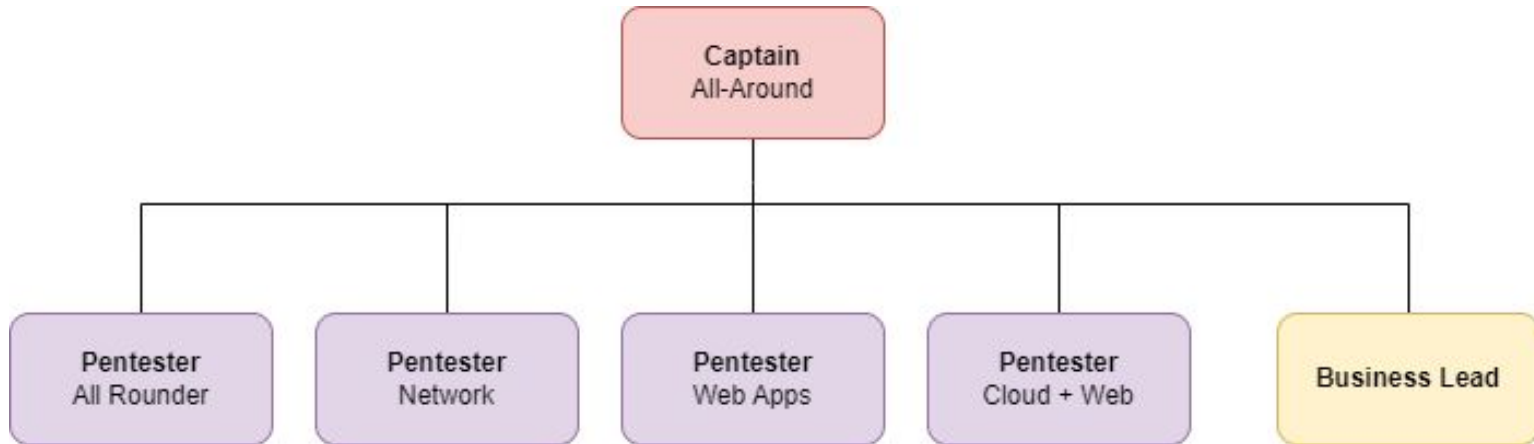 Captain
All-Around
Pentester
All Rounder
Pentester
Network
Pentester
Web Apps
Pentester
Cloud + Web
Business Lead